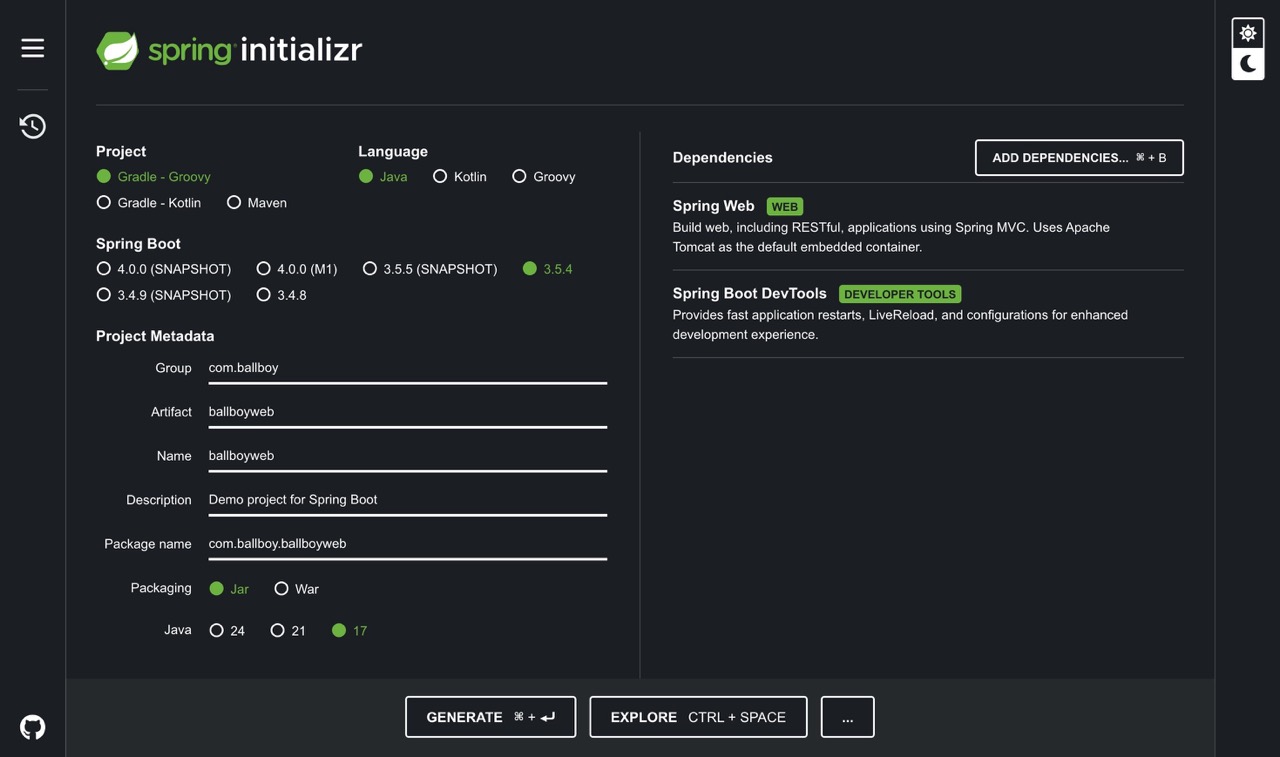 spring initializr
Project
Gradle - Groovy
Gradle - Kotlin Maven
Language
Java Kotlin Groovy
Spring Boot
4.0.0 (SNAPSHOT) 4.0.0 (M1) 3.5.5 (SNAPSHOT) 3.5.4
3.4.9 (SNAPSHOT) 3.4.8
Project Metadata
Group com.ballboy
Artifact ballboyweb
Name ballboyweb
Description Demo project for Spring Boot
Package name com.ballboy.ballboyweb
Packaging Jar War
Java 24 21 17
Dependencies ADD DEPENDENCIES... ⌘ + B
Spring Web WEB
Build web, including RESTful, applications using Spring MVC. Uses Apache
Tomcat as the default embedded container.
Spring Boot DevTools DEVELOPER TOOLS
Provides fast application restarts, LiveReload, and configurations for enhanced
development experience.
GENERATE ⌘ + ↵ EXPLORE CTRL + SPACE ...